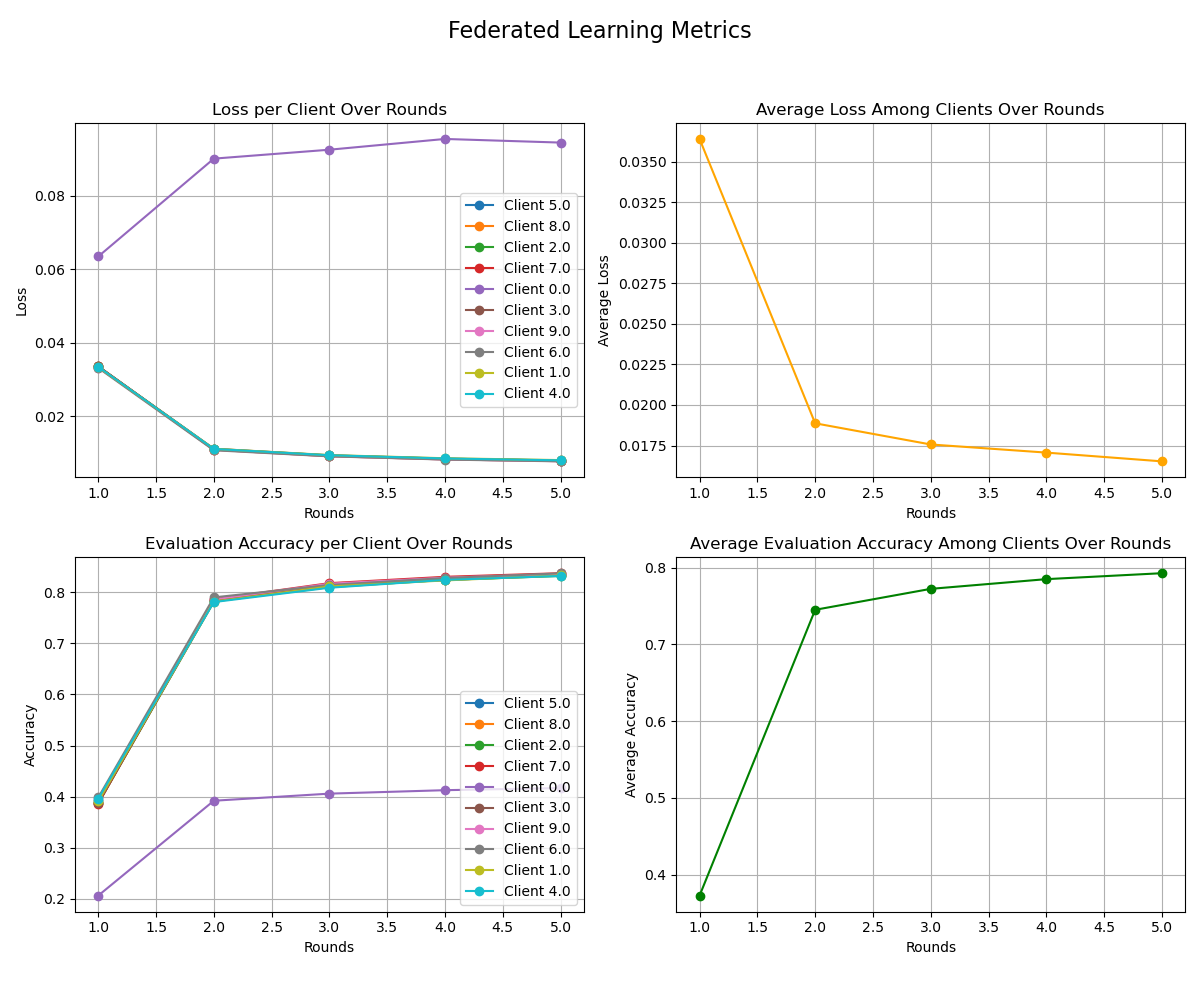 Federated Learning Metrics
Loss per Client Over Rounds
Loss
0.08
0.06
0.04
0.02
Client 5.0
Client 8.0
Client 2.0
Client 7.0
Client 0.0
Client 3.0
Client 9.0
Client 6.0
Client 1.0
Client 4.0
1.0 1.5 2.0 2.5 3.0 3.5 4.0 4.5 5.0
Rounds
Average Loss Among Clients Over Rounds
Average Loss
0.0350
0.0325
0.0300
0.0275
0.0250
0.0225
0.0200
0.0175
1.0 1.5 2.0 2.5 3.0 3.5 4.0 4.5 5.0
Rounds
Evaluation Accuracy per Client Over Rounds
Accuracy
0.8
0.7
0.6
0.5
0.4
0.3
0.2
Client 5.0
Client 8.0
Client 2.0
Client 7.0
Client 0.0
Client 3.0
Client 9.0
Client 6.0
Client 1.0
Client 4.0
1.0 1.5 2.0 2.5 3.0 3.5 4.0 4.5 5.0
Rounds
Average Evaluation Accuracy Among Clients Over Rounds
Average Accuracy
0.8
0.7
0.6
0.5
0.4
1.0 1.5 2.0 2.5 3.0 3.5 4.0 4.5 5.0
Rounds